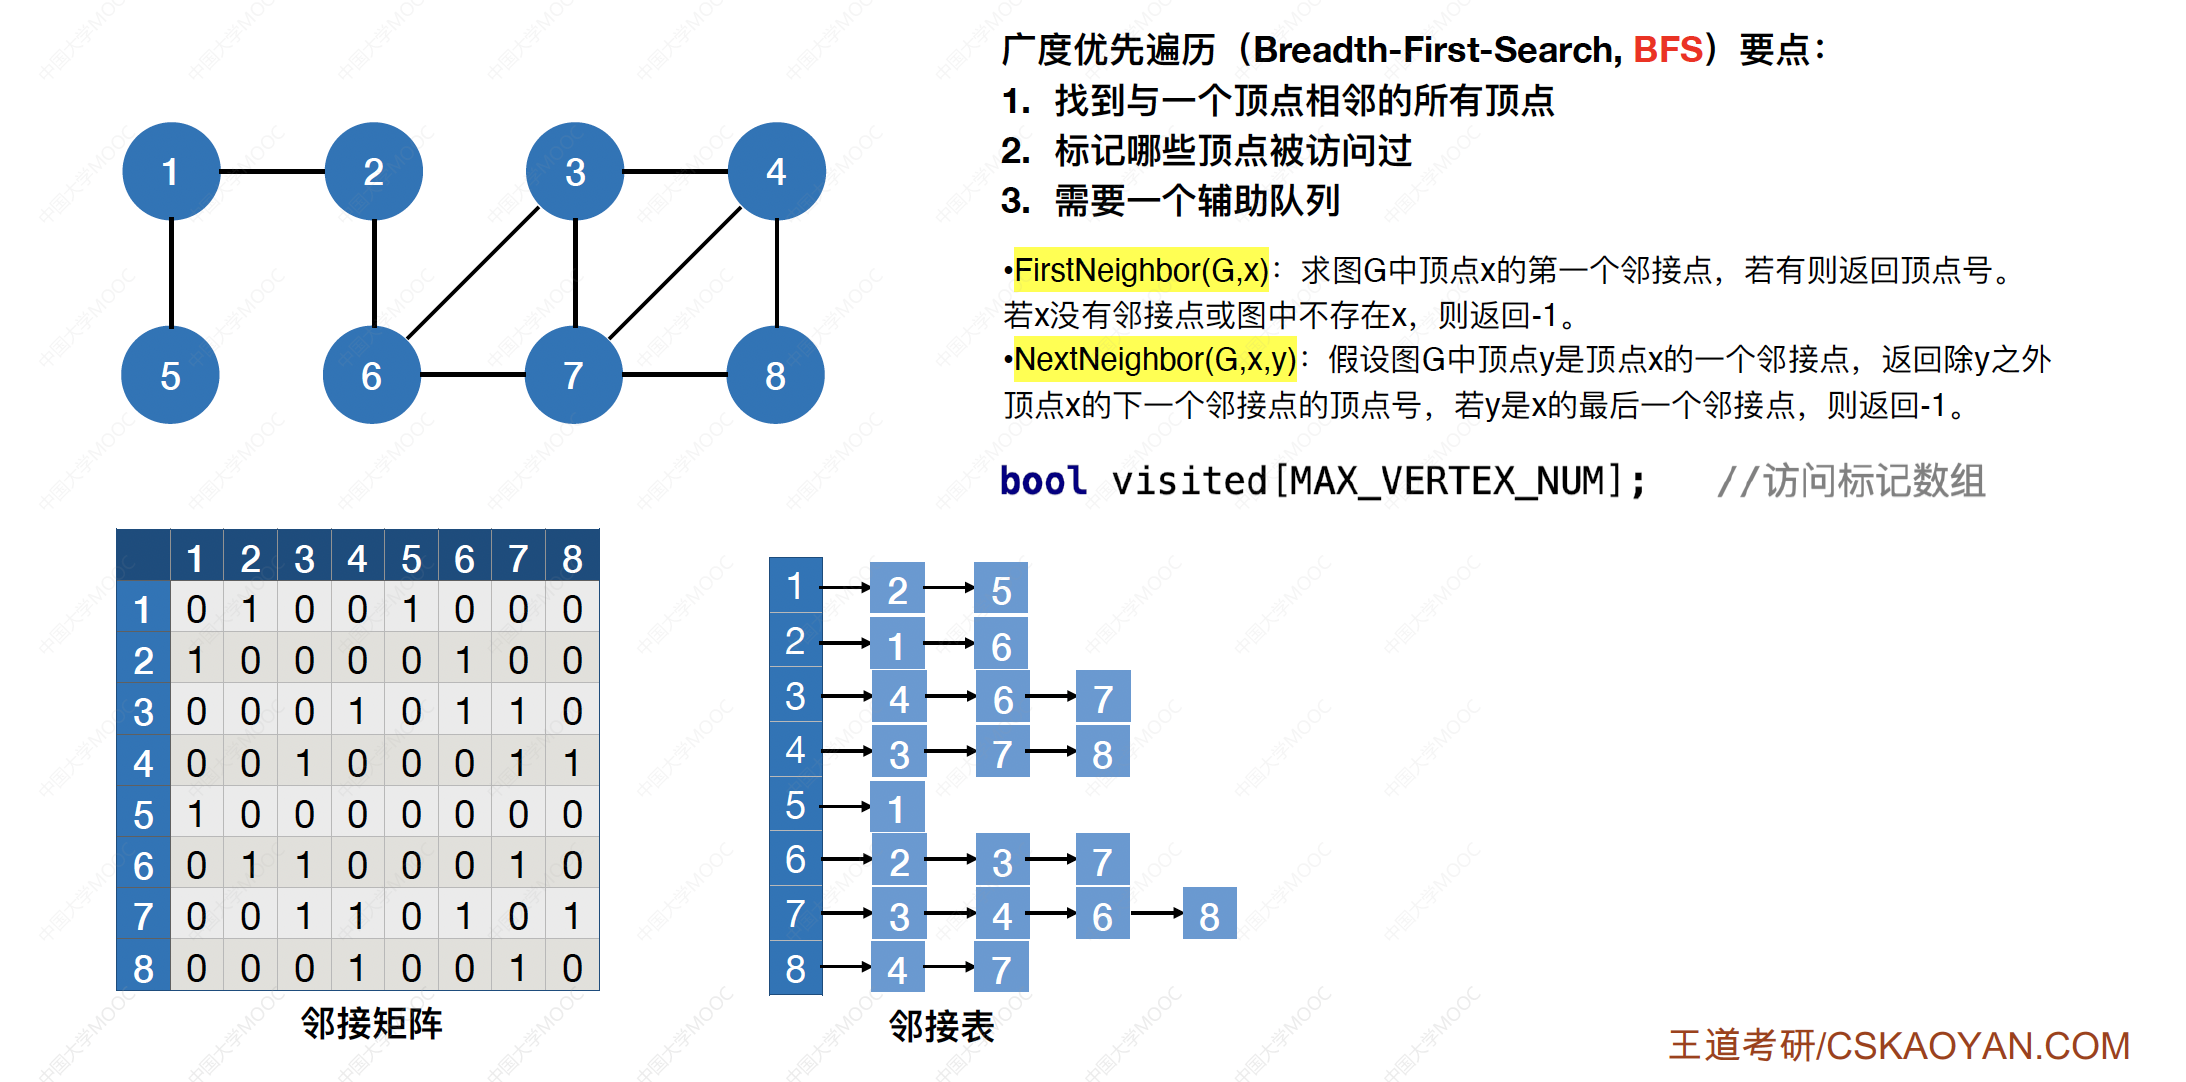 广度优先遍历（Breadth-First-Search, BFS）要点：
1. 找到与一个顶点相邻的所有顶点
2. 标记哪些顶点被访问过
3. 需要一个辅助队列
•FirstNeighbor(G,x)：求图G中顶点x的第一个邻接点，若有则返回顶点号。
若x没有邻接点或图中不存在x，则返回-1。
•NextNeighbor(G,x,y)：假设图G中顶点y是顶点x的一个邻接点，返回除y之外
顶点x的下一个邻接点的顶点号，若y是x的最后一个邻接点，则返回-1。
bool visited[MAX_VERTEX_NUM]; //访问标记数组
1 2 3 4
5 6 7 8
1 2 3 4 5 6 7 8
1 0 1 0 0 1 0 0 0
2 1 0 0 0 0 1 0 0
3 0 0 0 1 0 1 1 0
4 0 0 1 0 0 0 1 1
5 1 0 0 0 0 0 0 0
6 0 1 1 0 0 0 1 0
7 0 0 1 1 0 1 0 1
8 0 0 0 1 0 0 1 0
邻接矩阵
1 2 5
2 1 6
3 4 6 7
4 3 7 8
5 1
6 2 3 7
7 3 4 6 8
8 4 7
邻接表
王道考研/CSKAOYAN.COM
中国大学MOOC